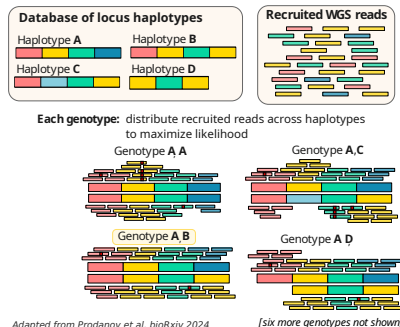 Database of locus haplotypes
Recruited WGS reads
Haplotype A
Haplotype B
Haplotype C
Haplotype D
Each genotype: distribute recruited reads across haplotypes
to maximize likelihood
Genotype A, A
Genotype A,C
Genotype A,B
Genotype A,D
Adapted from Prodanov et al. bioRxiv 2024
[six more genotypes not shown